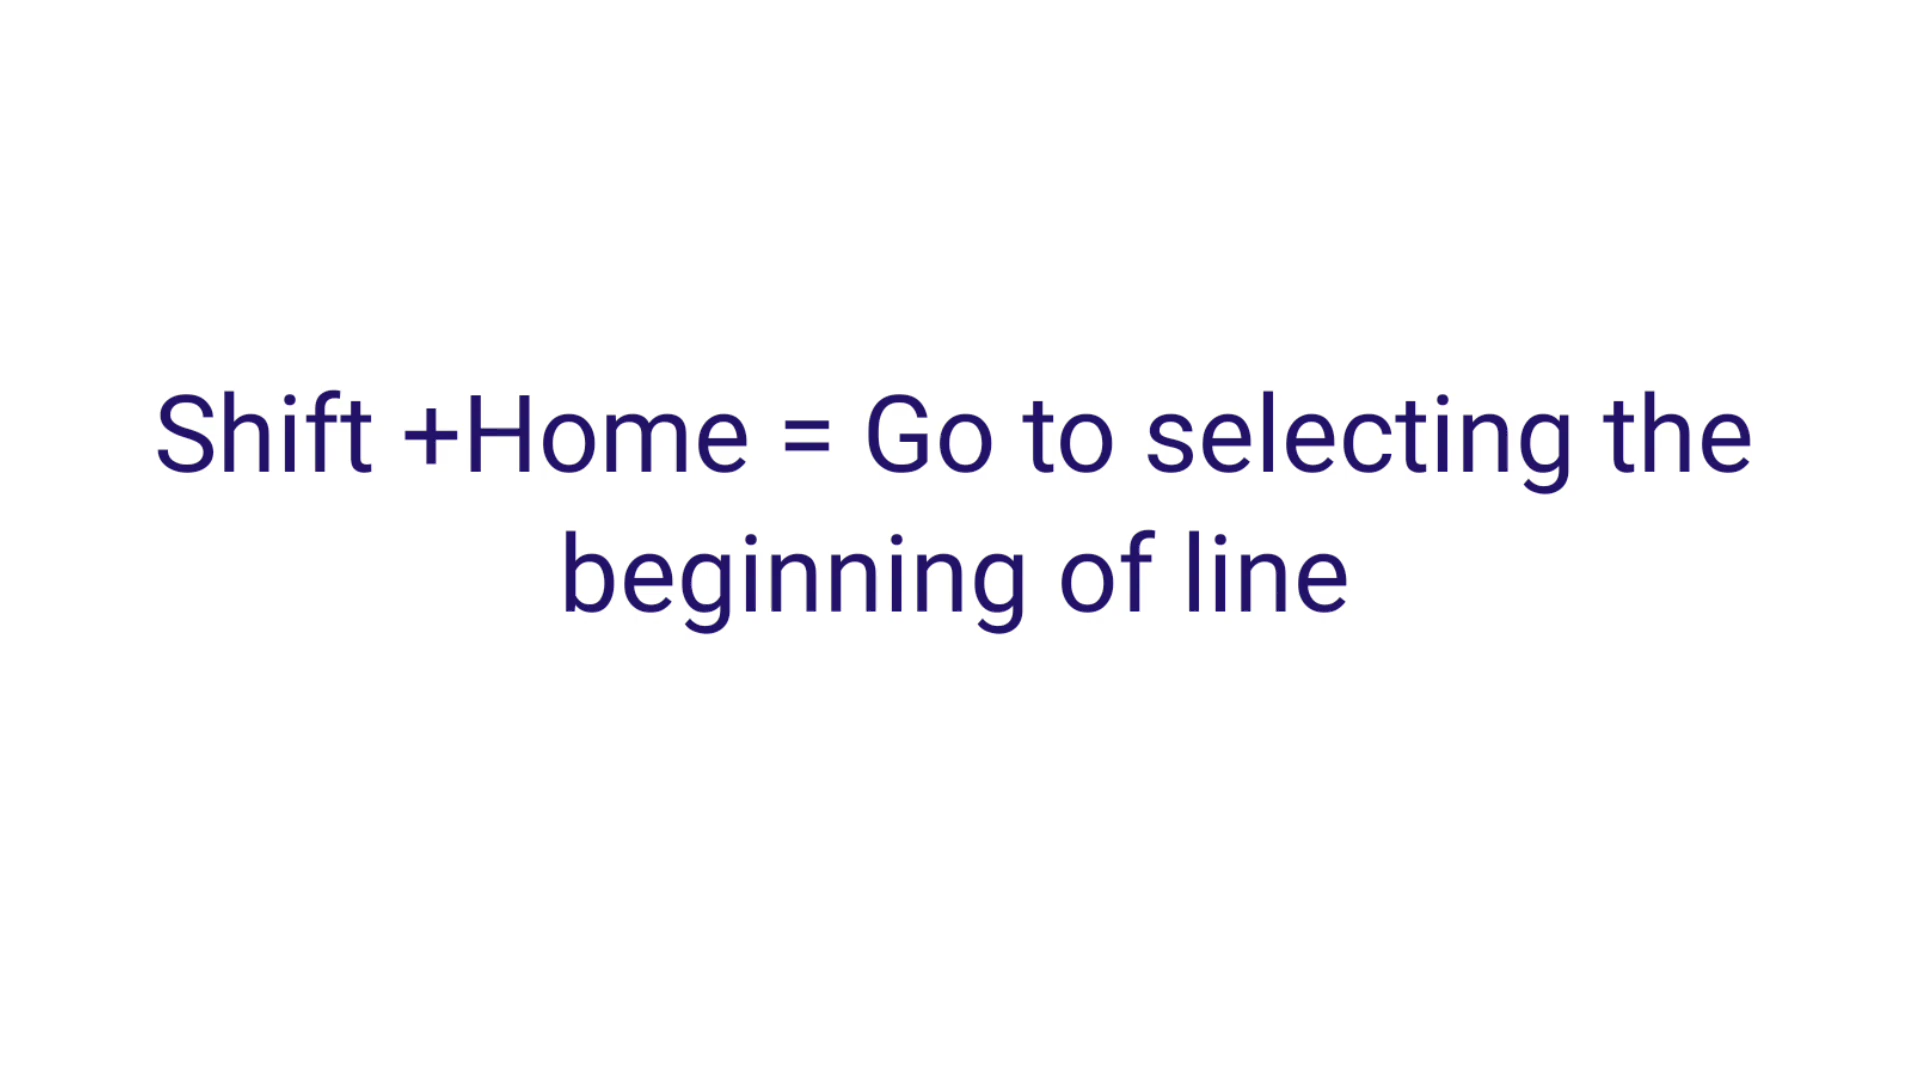 Shift +Home = Go to selecting the
beginning of line